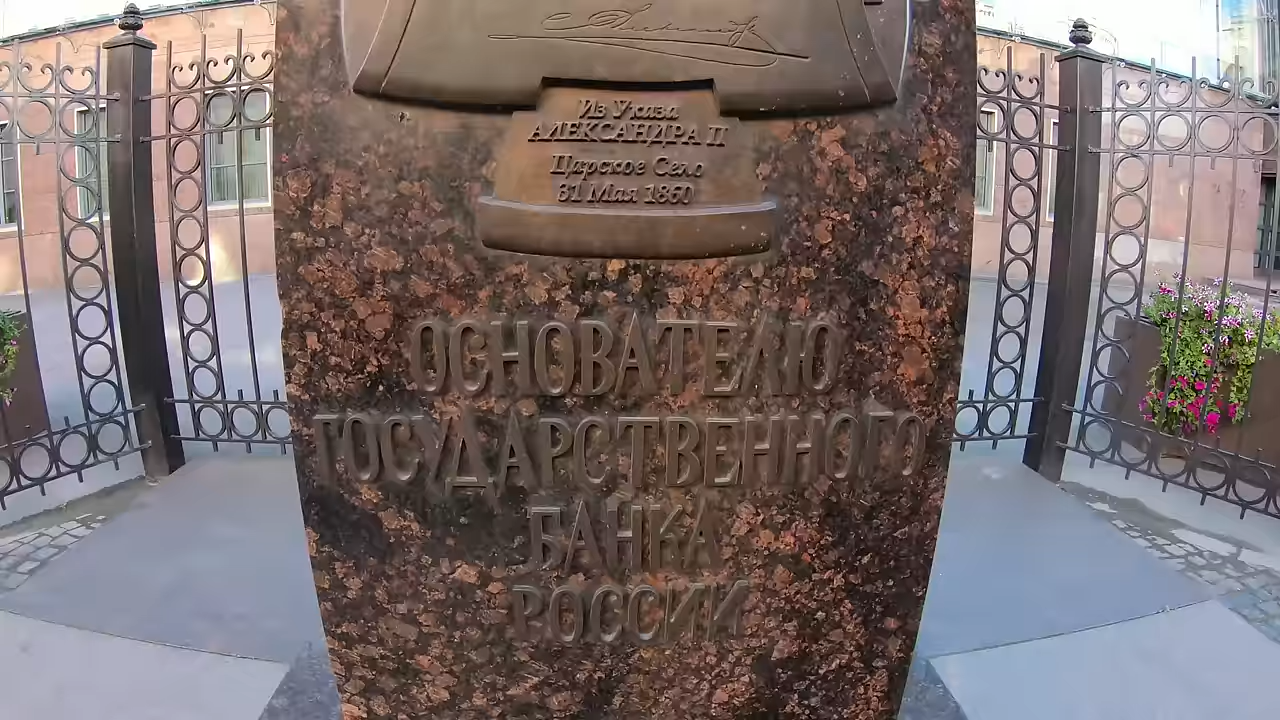 Из Указа
АЛЕКСАНДРА II
Царское Село
31 Мая 1860
ОСНОВАТЕЛЮ
ГОСУДАРСТВЕННОГО
БАНКА
РОССИИ